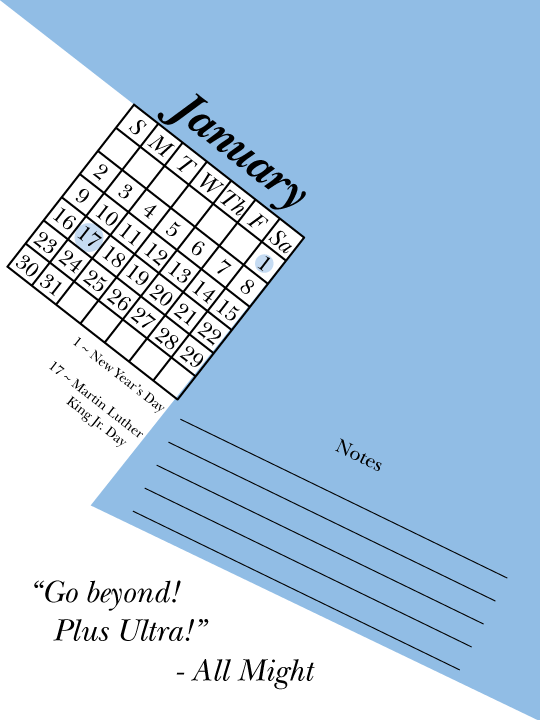 January
S M T W Th F Sa
1
2 3 4 5 6 7 8
9 10 11 12 13 14 15
16 17 18 19 20 21 22
23 24 25 26 27 28 29
30 31
1 ~ New Year's Day
17 ~ Martin Luther
King Jr. Day
Notes
“Go beyond!
Plus Ultra!”
- All Might